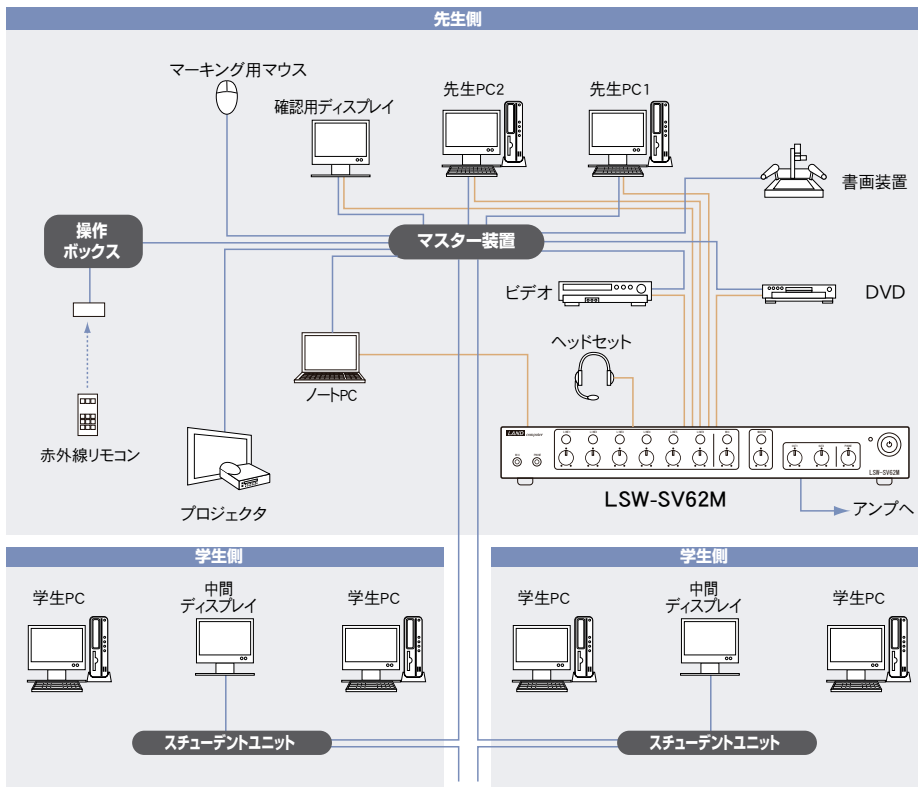 先生側
マーキング用マウス
確認用ディスプレイ
先生PC2
先生PC1
書画装置
操作
ボックス
マスター装置
ビデオ
DVD
ヘッドセット
ノートPC
赤外線リモコン
プロジェクタ
LAND computer
LSW-SV62M
LSW-SV62M
アンプへ
学生側
学生PC
中間
ディスプレイ
学生PC
スチューデントユニット
学生側
学生PC
中間
ディスプレイ
学生PC
スチューデントユニット